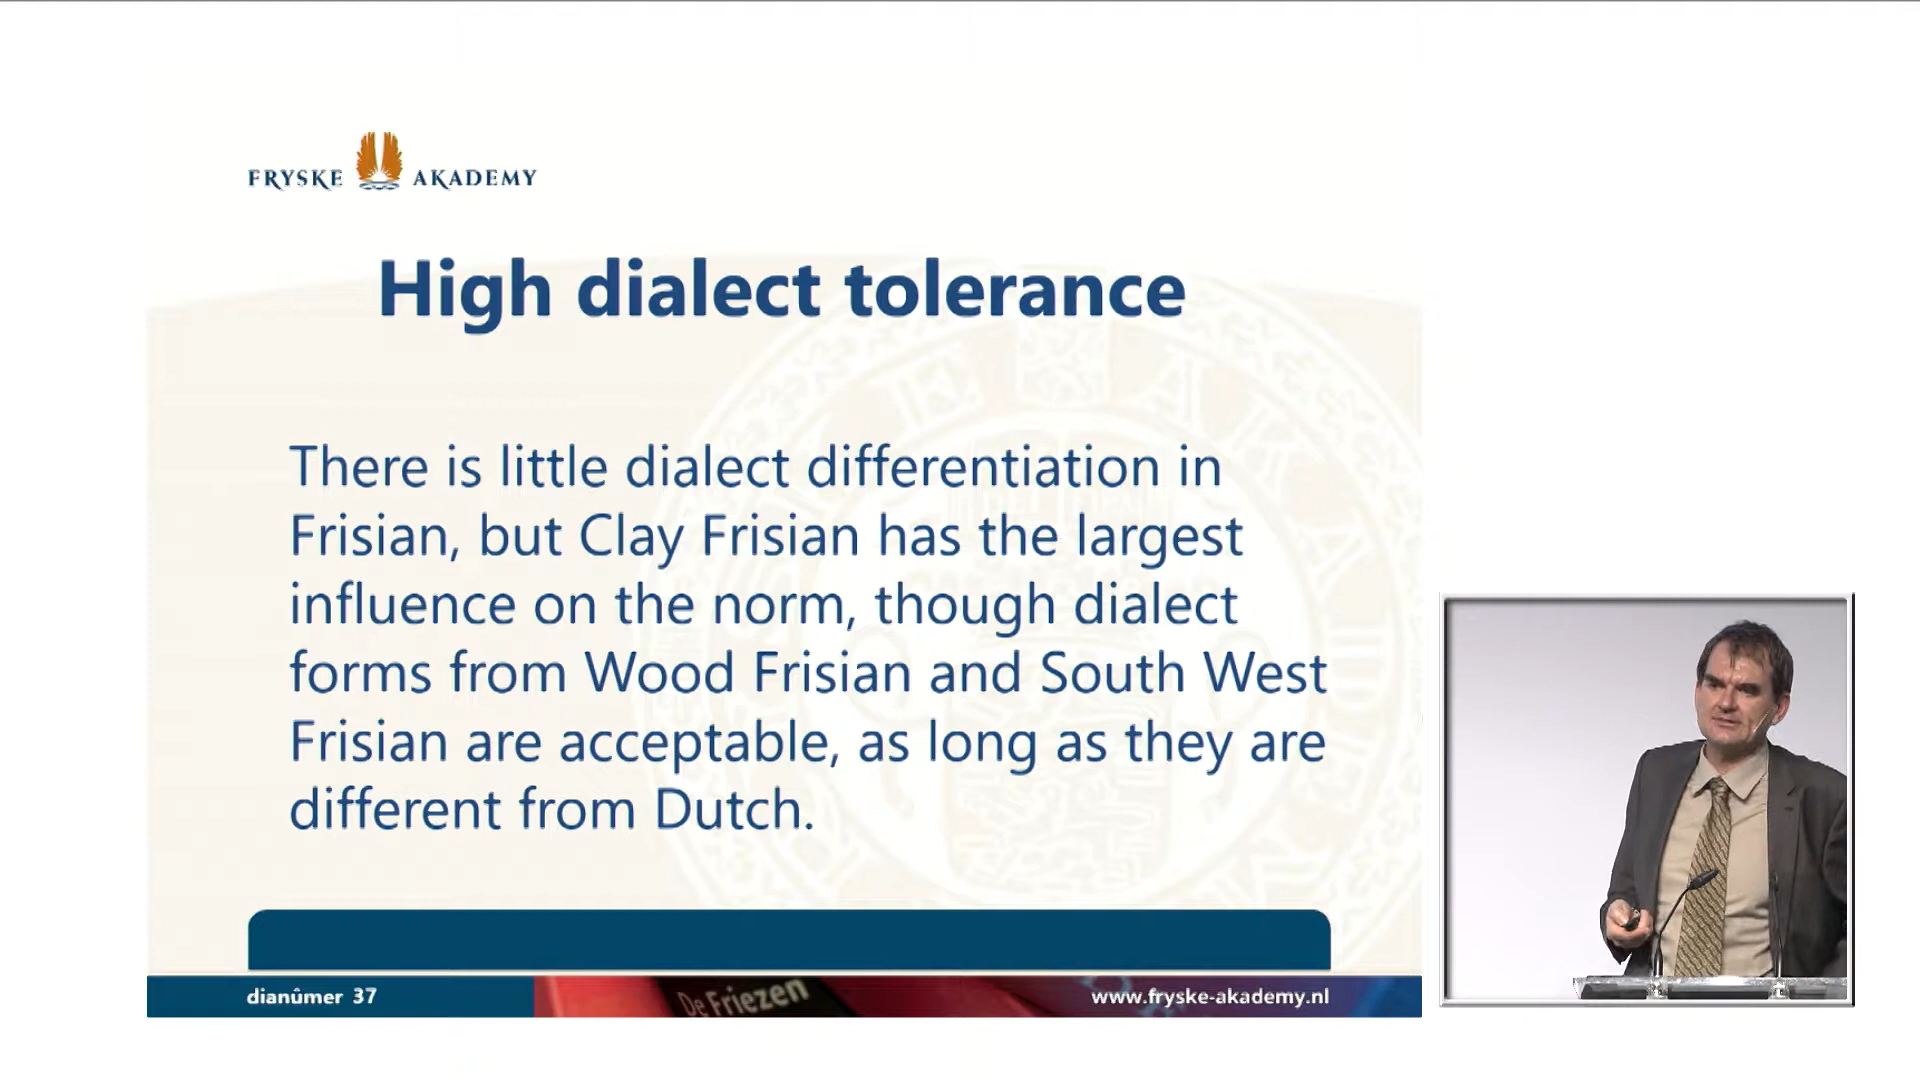 FRYSKE AKADEMY
High dialect tolerance
There is little dialect differentiation in
Frisian, but Clay Frisian has the largest
influence on the norm, though dialect
forms from Wood Frisian and South West
Frisian are acceptable, as long as they are
different from Dutch.
dianûmer 37
De Friezen
www.fryske-akademy.nl